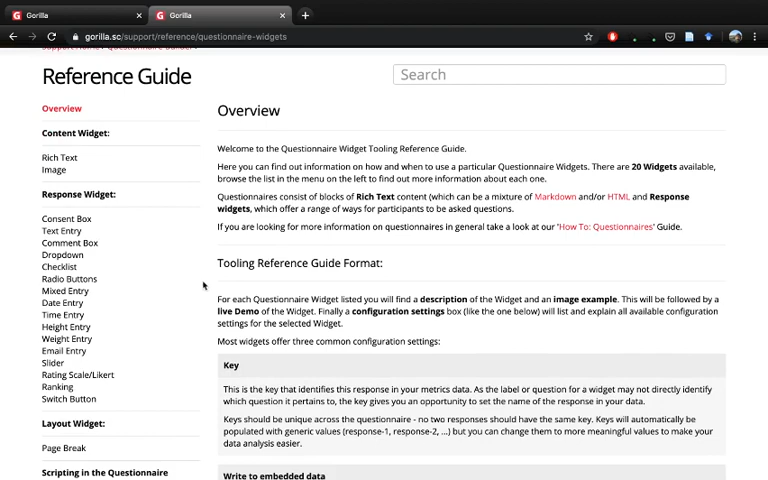 Gorilla
Gorilla
gorilla.sc/support/reference/questionnaire-widgets
Support Home › Questionnaire Builder ›
Reference Guide
Search
Overview
Content Widget:
Rich Text
Image
Response Widget:
Consent Box
Text Entry
Comment Box
Dropdown
Checklist
Radio Buttons
Mixed Entry
Date Entry
Time Entry
Height Entry
Weight Entry
Email Entry
Slider
Rating Scale/Likert
Ranking
Switch Button
Layout Widget:
Page Break
Scripting in the Questionnaire
Overview
Welcome to the Questionnaire Widget Tooling Reference Guide.
Here you can find out information on how and when to use a particular Questionnaire Widgets. There are 20 Widgets available,
browse the list in the menu on the left to find out more information about each one.
Questionnaires consist of blocks of Rich Text content (which can be a mixture of Markdown and/or HTML and Response
widgets, which offer a range of ways for participants to be asked questions.
If you are looking for more information on questionnaires in general take a look at our 'How To: Questionnaires' Guide.
Tooling Reference Guide Format:
For each Questionnaire Widget listed you will find a description of the Widget and an image example. This will be followed by a
live Demo of the Widget. Finally a configuration settings box (like the one below) will list and explain all available configuration
settings for the selected Widget.
Most widgets offer three common configuration settings:
Key
This is the key that identifies this response in your metrics data. As the label or question for a widget may not directly identify
which question it pertains to, the key gives you an opportunity to set the name of the response in your data.
Keys should be unique across the questionnaire - no two responses should have the same key. Keys will automatically be
populated with generic values (response-1, response-2, ...) but you can change them to more meaningful values to make your
data analysis easier.
Write to embedded data